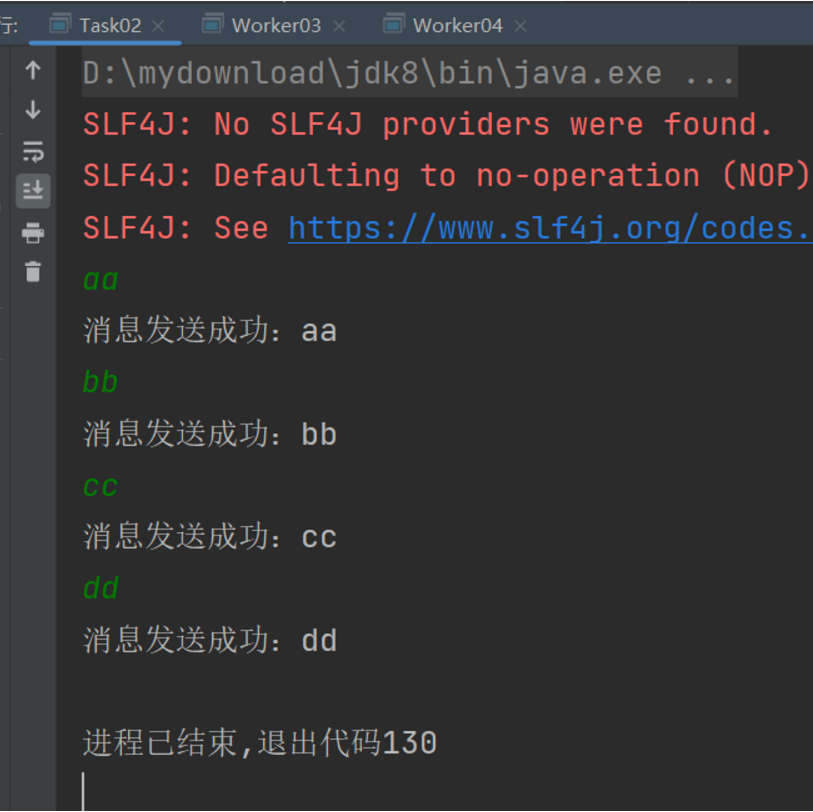 行: Task02 Worker03 Worker04
D:\mydownload\jdk8\bin\java.exe ...
SLF4J: No SLF4J providers were found.
SLF4J: Defaulting to no-operation (NOP)
SLF4J: See https://www.slf4j.org/codes.
aa
消息发送成功：aa
bb
消息发送成功：bb
cc
消息发送成功：cc
dd
消息发送成功：dd
进程已结束,退出代码130